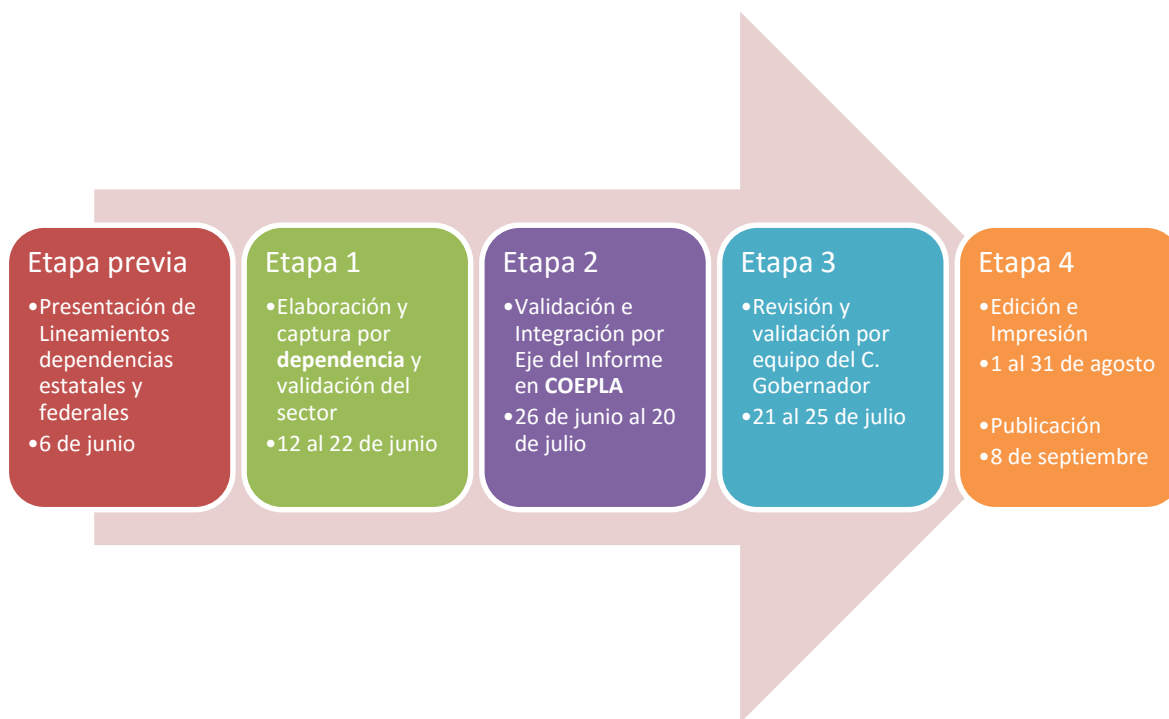 Etapa previa
•Presentación de
Lineamientos
dependencias
estatales y
federales
•6 de junio
Etapa 1
•Elaboración y
captura por
dependencia y
validación del
sector
•12 al 22 de junio
Etapa 2
•Validación e
Integración por
Eje del Informe
en COEPLA
•26 de junio al 20
de julio
Etapa 3
•Revisión y
validación por
equipo del C.
Gobernador
•21 al 25 de julio
Etapa 4
•Edición e
Impresión
•1 al 31 de agosto
•Publicación
•8 de septiembre